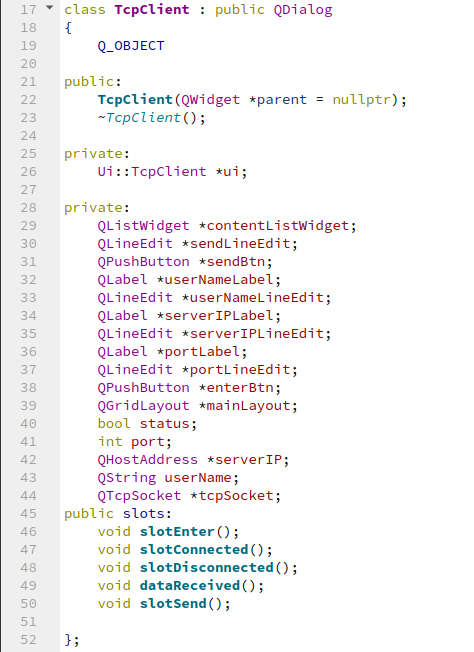 17 class TcpClient : public QDialog
18 {
19     Q_OBJECT
20
21 public:
22     TcpClient(QWidget *parent = nullptr);
23     ~TcpClient();
24
25 private:
26     Ui::TcpClient *ui;
27
28 private:
29     QListWidget *contentListWidget;
30     QLineEdit *sendLineEdit;
31     QPushButton *sendBtn;
32     QLabel *userNameLabel;
33     QLineEdit *userNameLineEdit;
34     QLabel *serverIPLabel;
35     QLineEdit *serverIPLineEdit;
36     QLabel *portLabel;
37     QLineEdit *portLineEdit;
38     QPushButton *enterBtn;
39     QGridLayout *mainLayout;
40     bool status;
41     int port;
42     QHostAddress *serverIP;
43     QString userName;
44     QTcpSocket *tcpSocket;
45 public slots:
46     void slotEnter();
47     void slotConnected();
48     void slotDisconnected();
49     void dataReceived();
50     void slotSend();
51
52 };